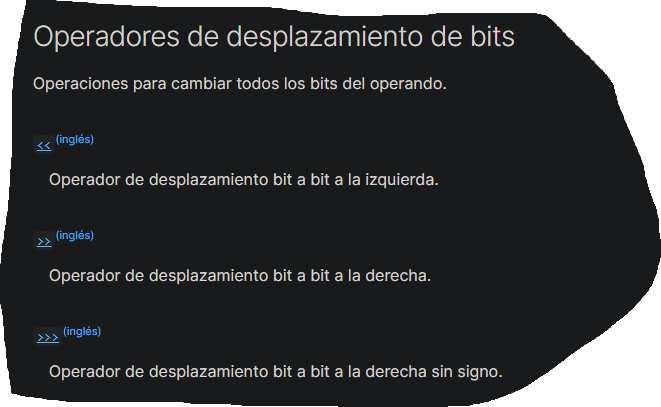 Operadores de desplazamiento de bits
Operaciones para cambiar todos los bits del operando.
<< (inglés)
Operador de desplazamiento bit a bit a la izquierda.
>> (inglés)
Operador de desplazamiento bit a bit a la derecha.
>>> (inglés)
Operador de desplazamiento bit a bit a la derecha sin signo.